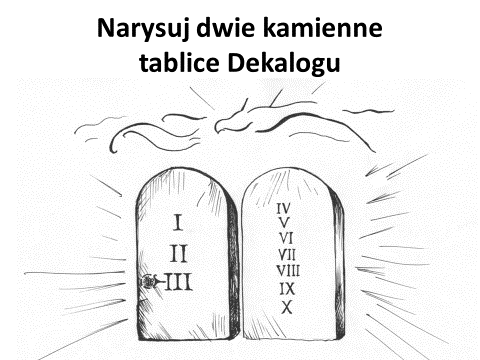 Narysuj dwie kamienne
tablice Dekalogu
I
II
III
IV
V
VI
VII
VIII
IX
X